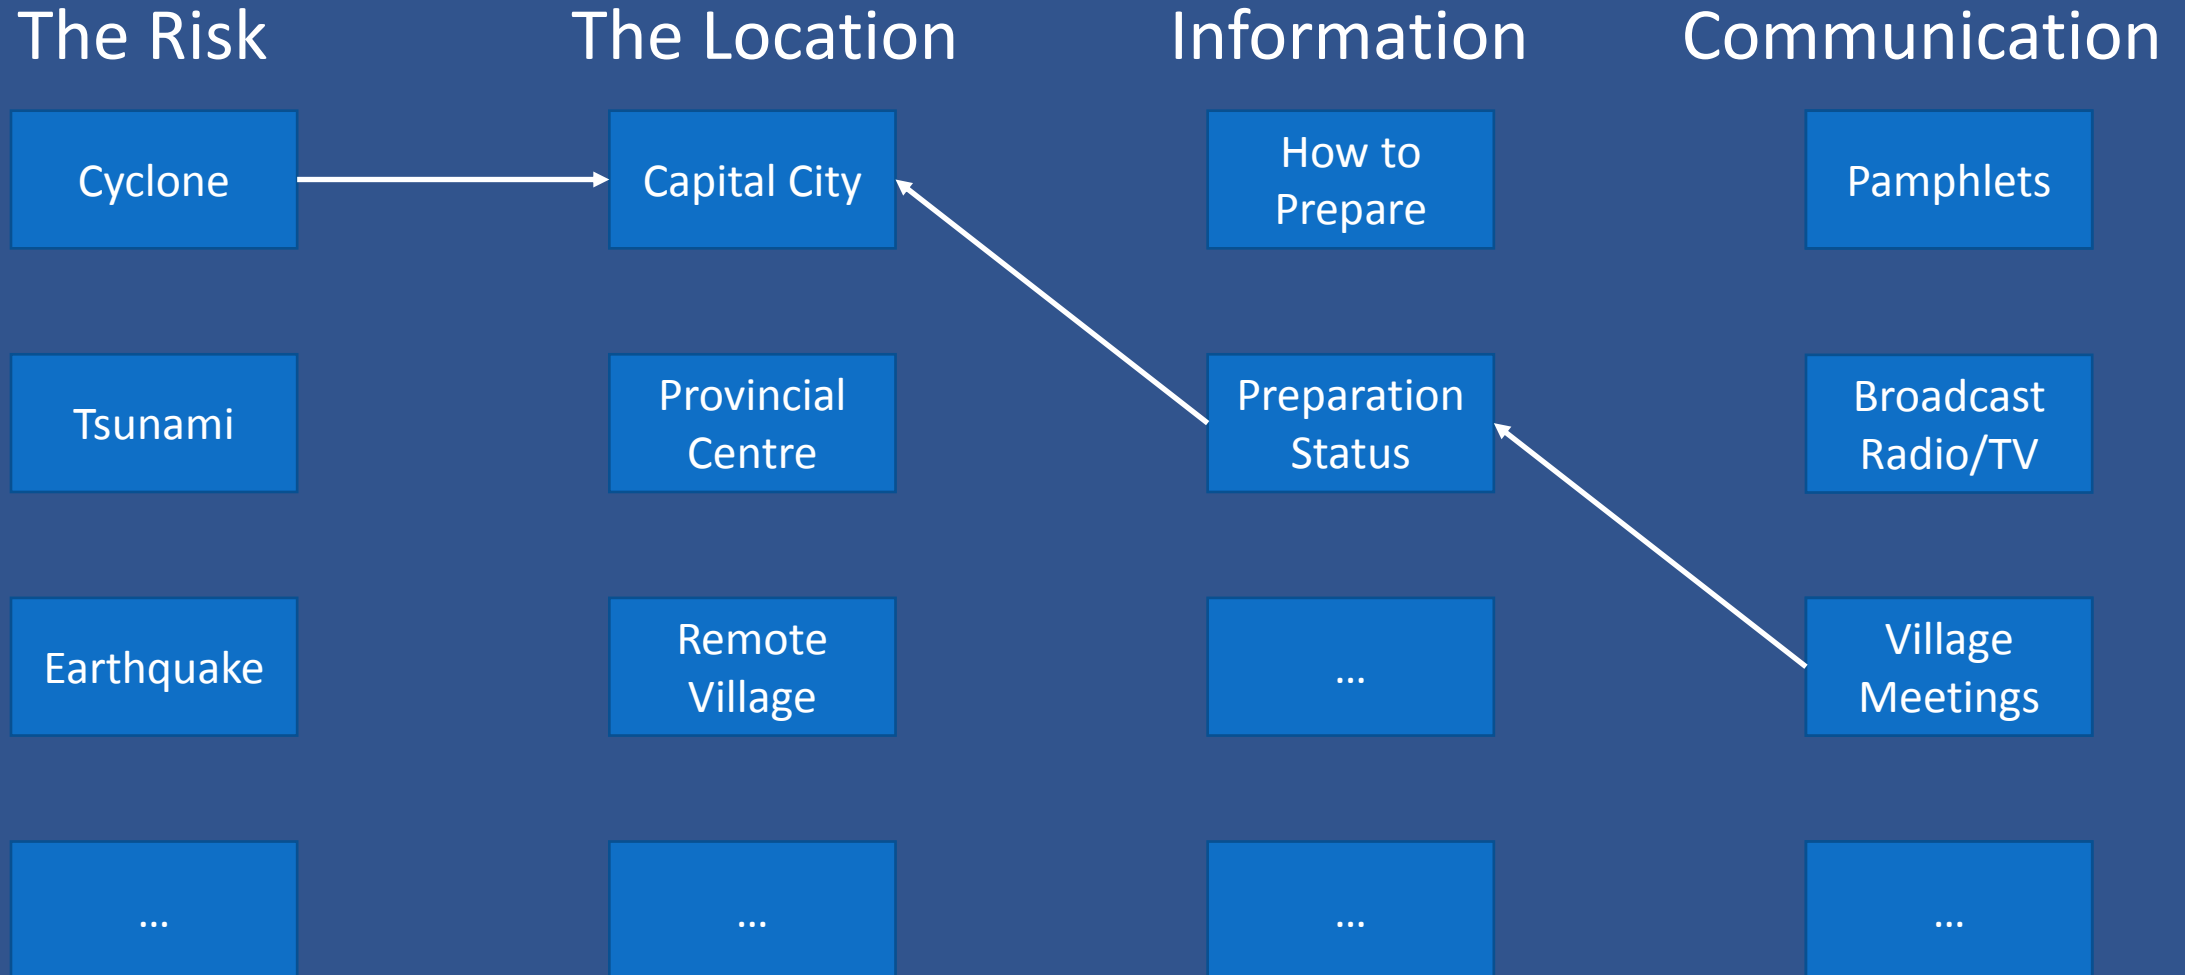 The Risk
The Location
Information
Communication
Cyclone
Capital City
How to
Prepare
Pamphlets
Tsunami
Provincial
Centre
Preparation
Status
Broadcast
Radio/TV
Earthquake
Remote
Village
...
Village
Meetings
...
...
...
...